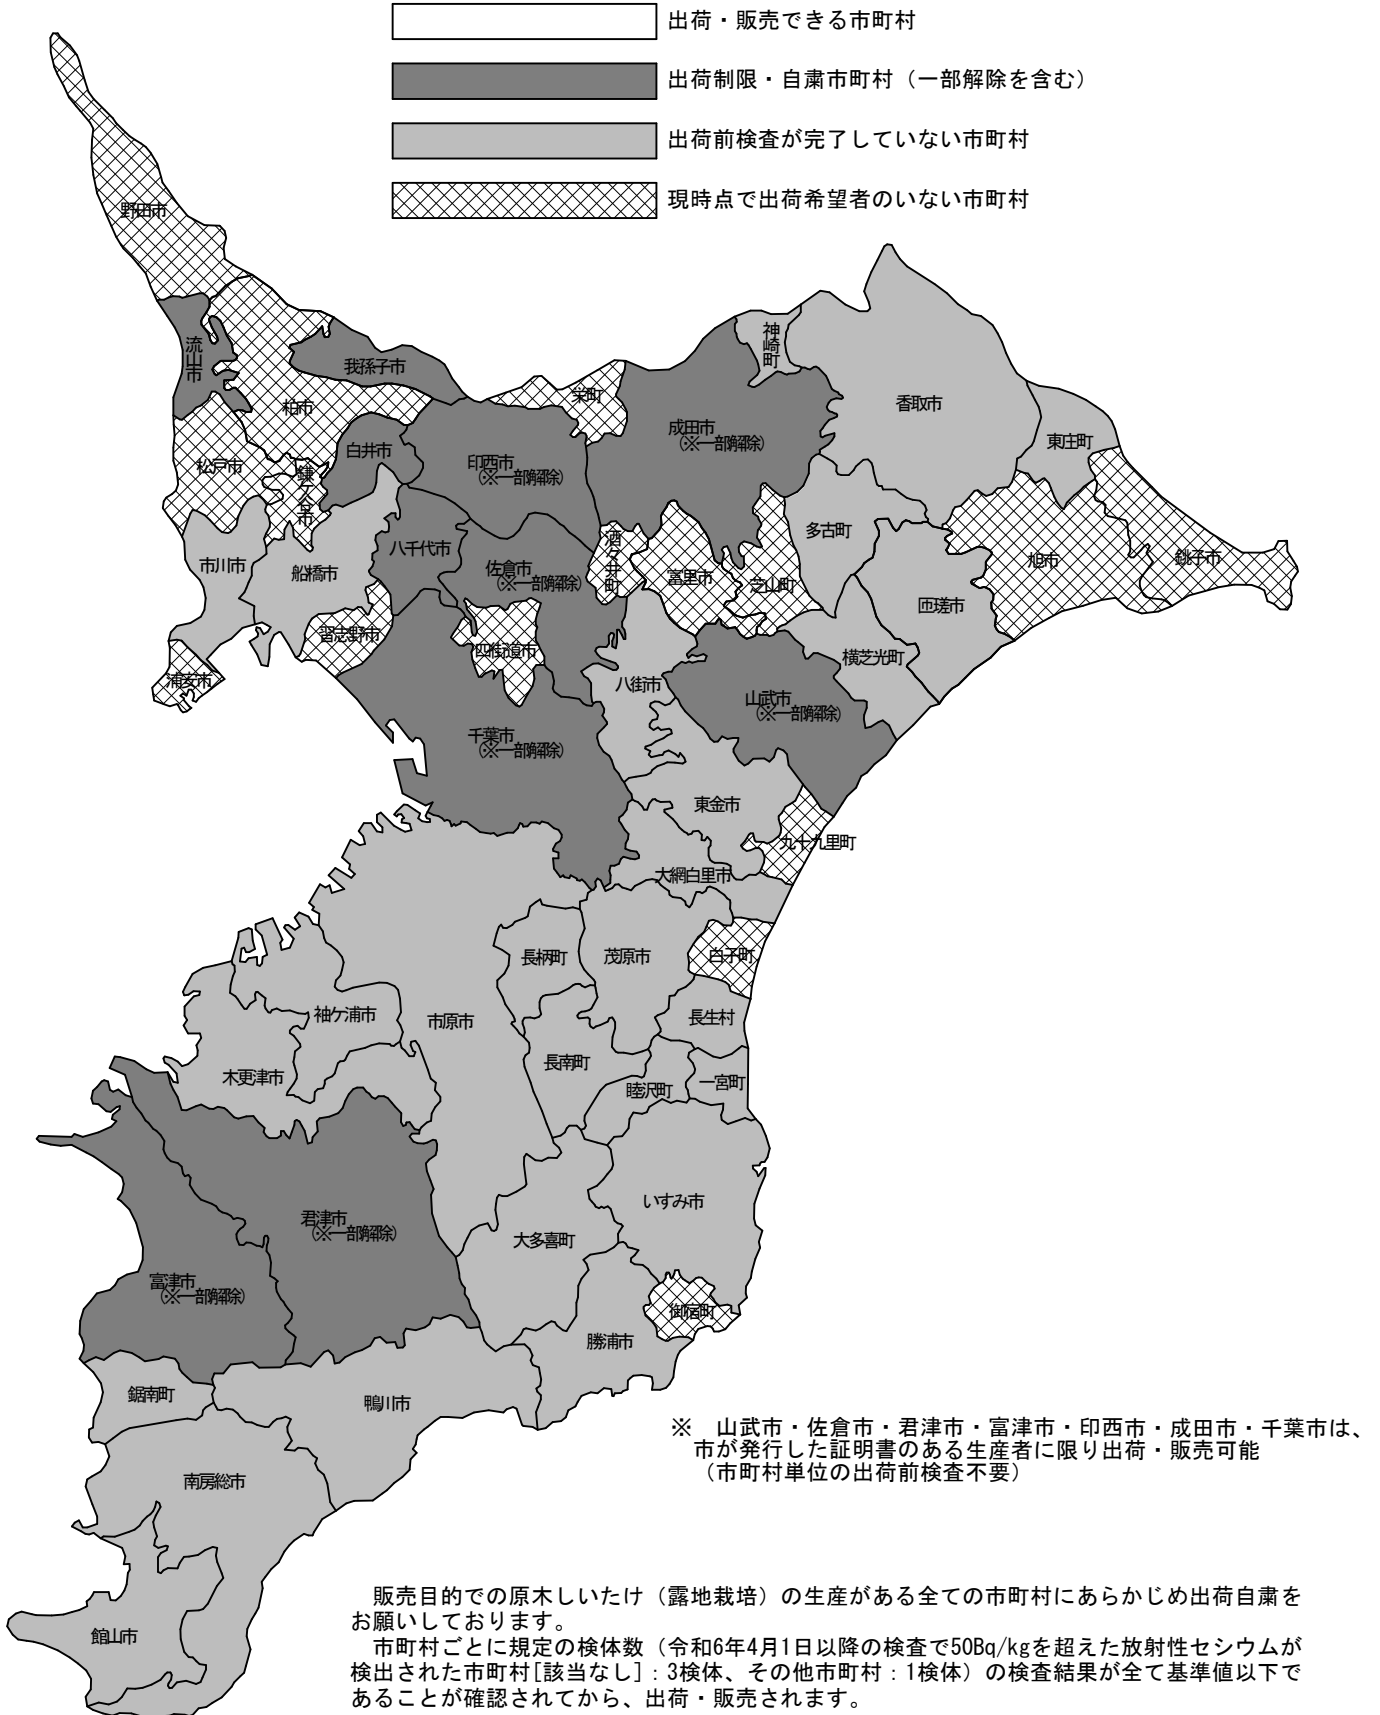 出荷・販売できる市町村
出荷制限・自粛市町村（一部解除を含む）
出荷前検査が完了していない市町村
現時点で出荷希望者のいない市町村
野田市
流山市
我孫子市
柏市
松戸市
鎌ケ谷市
白井市
印西市
（※一部解除）
栄町
成田市
（※一部解除）
神崎町
香取市
東庄町
銚子市
旭市
匝瑳市
多古町
芝山町
富里市
酒々井町
佐倉市
（※一部解除）
八千代市
船橋市
市川市
浦安市
習志野市
四街道市
八街市
横芝光町
山武市
（※一部解除）
千葉市
（※一部解除）
東金市
九十九里町
大網白里市
白子町
茂原市
長柄町
長生村
長南町
睦沢町
一宮町
市原市
袖ケ浦市
木更津市
君津市
（※一部解除）
富津市
（※一部解除）
いすみ市
大多喜町
御宿町
勝浦市
鴨川市
鋸南町
南房総市
館山市
※　山武市・佐倉市・君津市・富津市・印西市・成田市・千葉市は、
市が発行した証明書のある生産者に限り出荷・販売可能
（市町村単位の出荷前検査不要）
販売目的での原木しいたけ（露地栽培）の生産がある全ての市町村にあらかじめ出荷自粛を
お願いしております。
市町村ごとに規定の検体数（令和6年4月1日以降の検査で50Bq/kgを超えた放射性セシウムが
検出された市町村[該当なし]：3検体、その他市町村：1検体）の検査結果が全て基準値以下で
あることが確認されてから、出荷・販売されます。